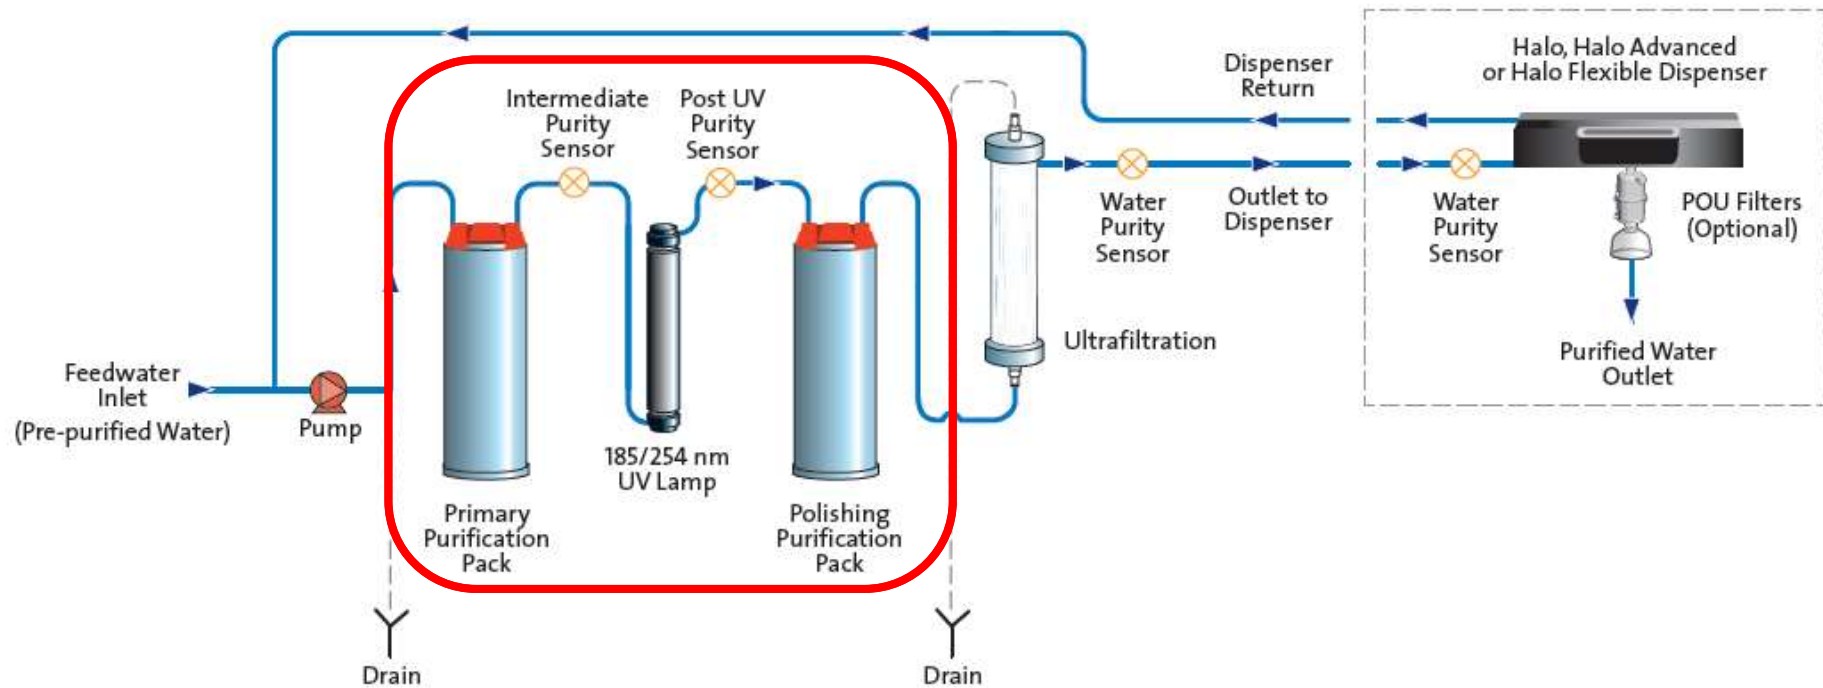 Halo, Halo Advanced
or Halo Flexible Dispenser
Dispenser
Return
Intermediate
Purity
Sensor
Post UV
Purity
Sensor
Water
Purity
Sensor
Outlet to
Dispenser
Water
Purity
Sensor
POU Filters
(Optional)
Ultrafiltration
Purified Water
Outlet
Feedwater
Inlet
(Pre-purified Water)
Pump
185/254 nm
UV Lamp
Primary
Purification
Pack
Polishing
Purification
Pack
Drain
Drain